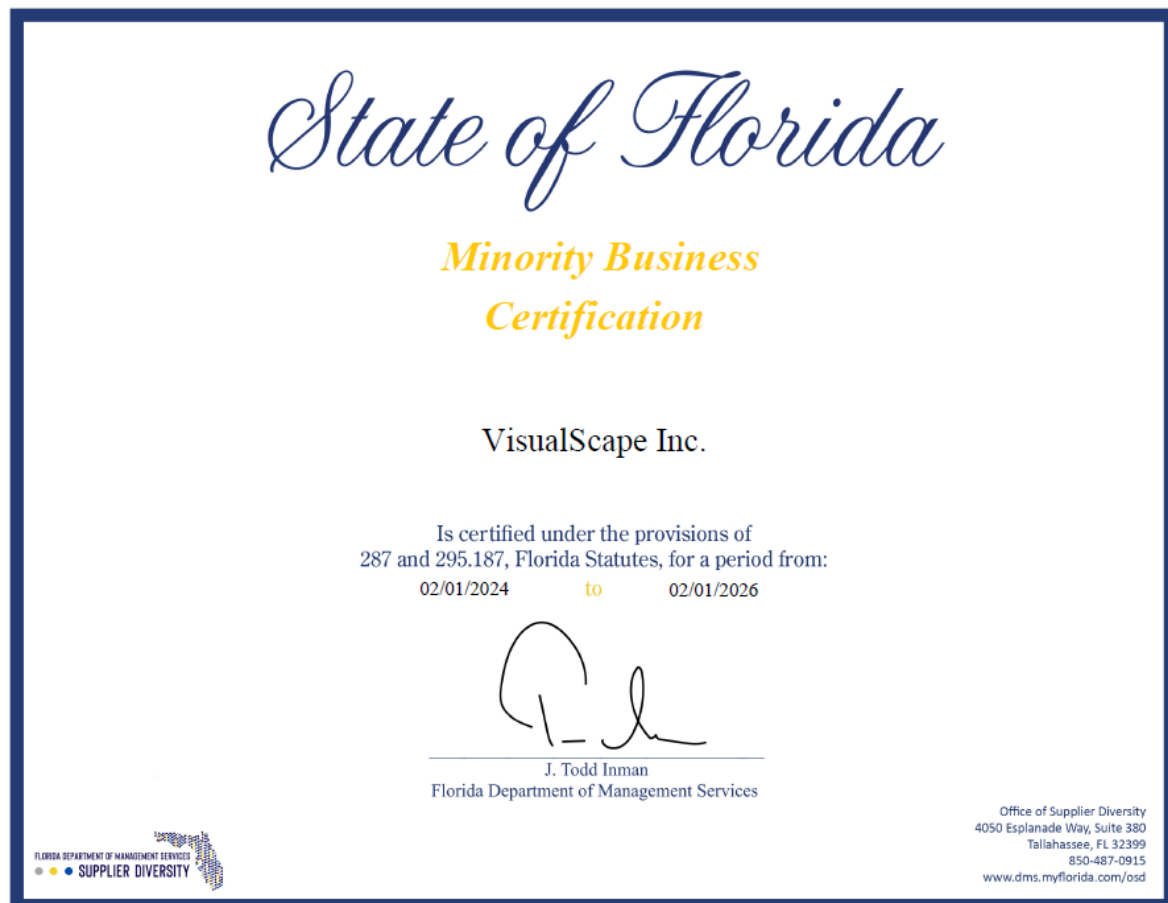 State of Florida
Minority Business
Certification
VisualScape Inc.
Is certified under the provisions of
287 and 295.187, Florida Statutes, for a period from:
02/01/2024 to 02/01/2026
J. Todd Inman
Florida Department of Management Services
FLORIDA DEPARTMENT OF MANAGEMENT SERVICES
SUPPLIER DIVERSITY
Office of Supplier Diversity
4050 Esplanade Way, Suite 380
Tallahassee, FL 32399
850-487-0915
www.dms.myflorida.com/osd